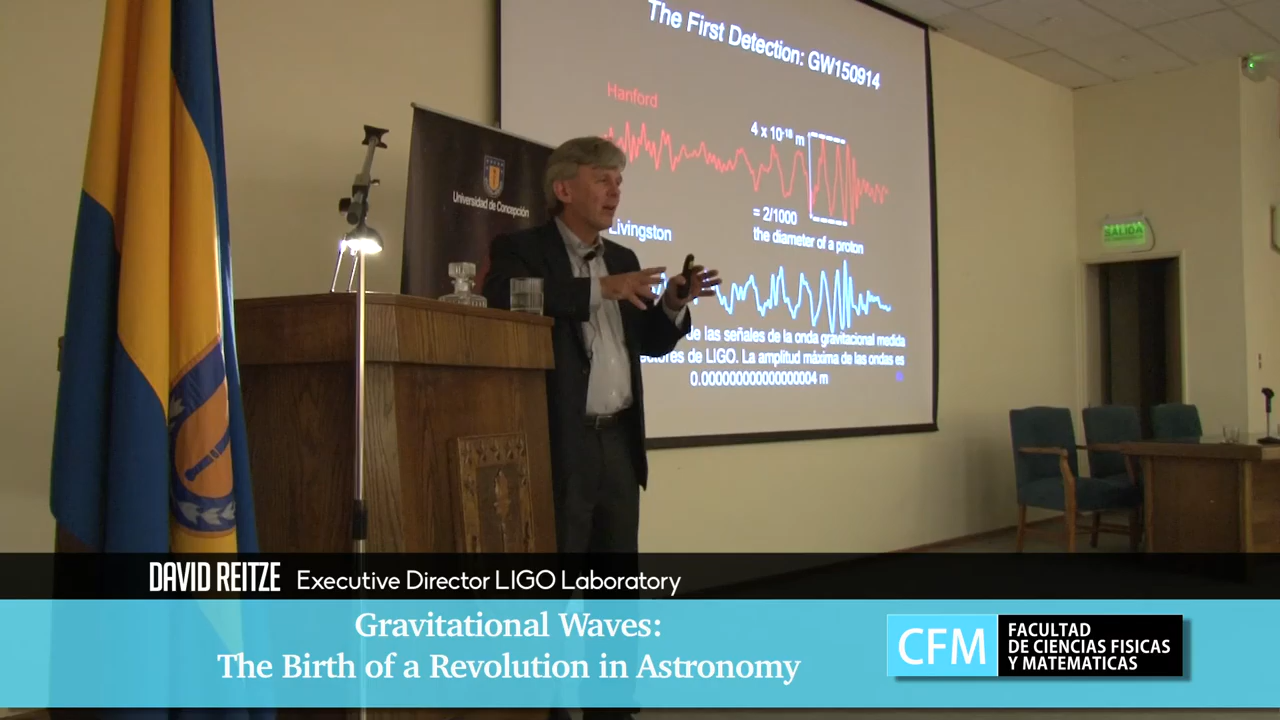 The First Detection: GW150914
Hanford
4 x 10⁻¹⁸ m
Universidad de Concepción
= 2/1000
the diameter of a proton
Livingston
de las señales de la onda gravitacional medida
de LIGO. La amplitud máxima de las ondas es
0.000000000000000004 m
SALIDA
DAVID REITZE Executive Director LIGO Laboratory
Gravitational Waves:
The Birth of a Revolution in Astronomy
CFM
FACULTAD
DE CIENCIAS FISICAS
Y MATEMATICAS